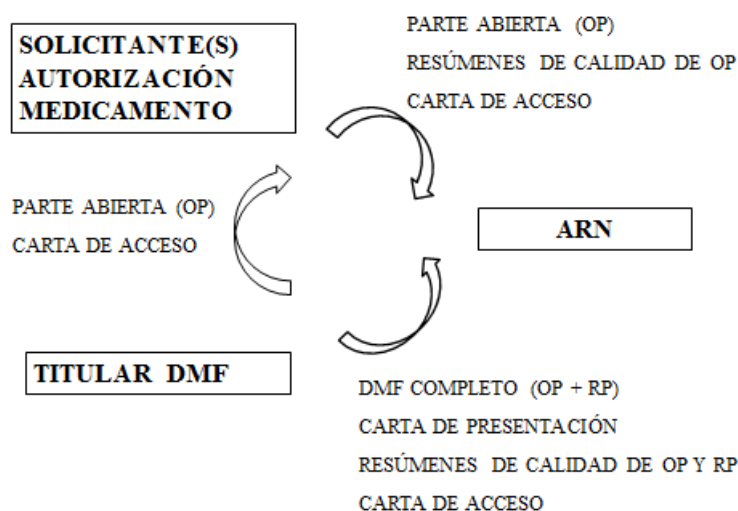 SOLICITANTE(S)
AUTORIZACIÓN
MEDICAMENTO
PARTE ABIERTA (OP)
RESÚMENES DE CALIDAD DE OP
CARTA DE ACCESO
PARTE ABIERTA (OP)
CARTA DE ACCESO
ARN
TITULAR DMF
DMF COMPLETO (OP + RP)
CARTA DE PRESENTACIÓN
RESÚMENES DE CALIDAD DE OP Y RP
CARTA DE ACCESO